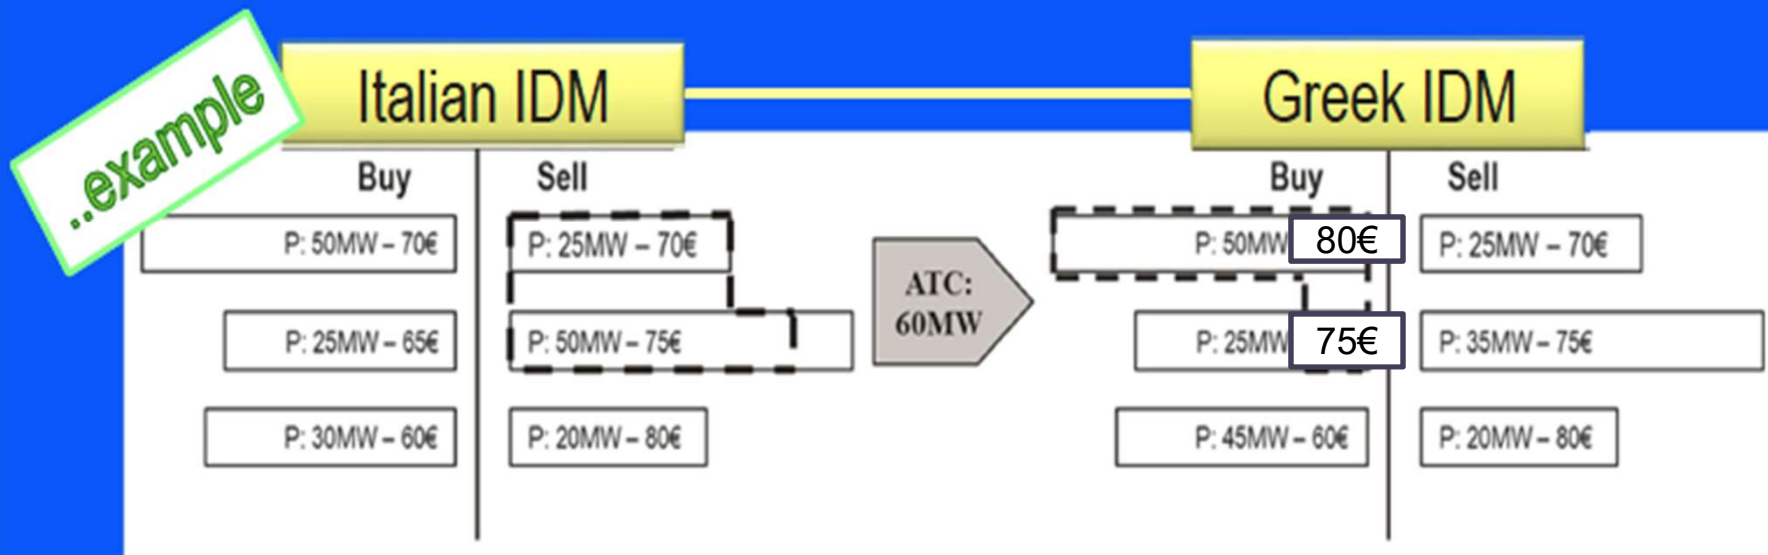 ..example
Italian IDM
Greek IDM
Buy
Sell
Buy
Sell
P: 50MW – 70€
P: 25MW – 70€
P: 50MW
80€
P: 25MW – 70€
ATC:
60MW
P: 25MW – 65€
P: 50MW – 75€
P: 25MW
75€
P: 35MW – 75€
P: 30MW – 60€
P: 20MW – 80€
P: 45MW – 60€
P: 20MW – 80€